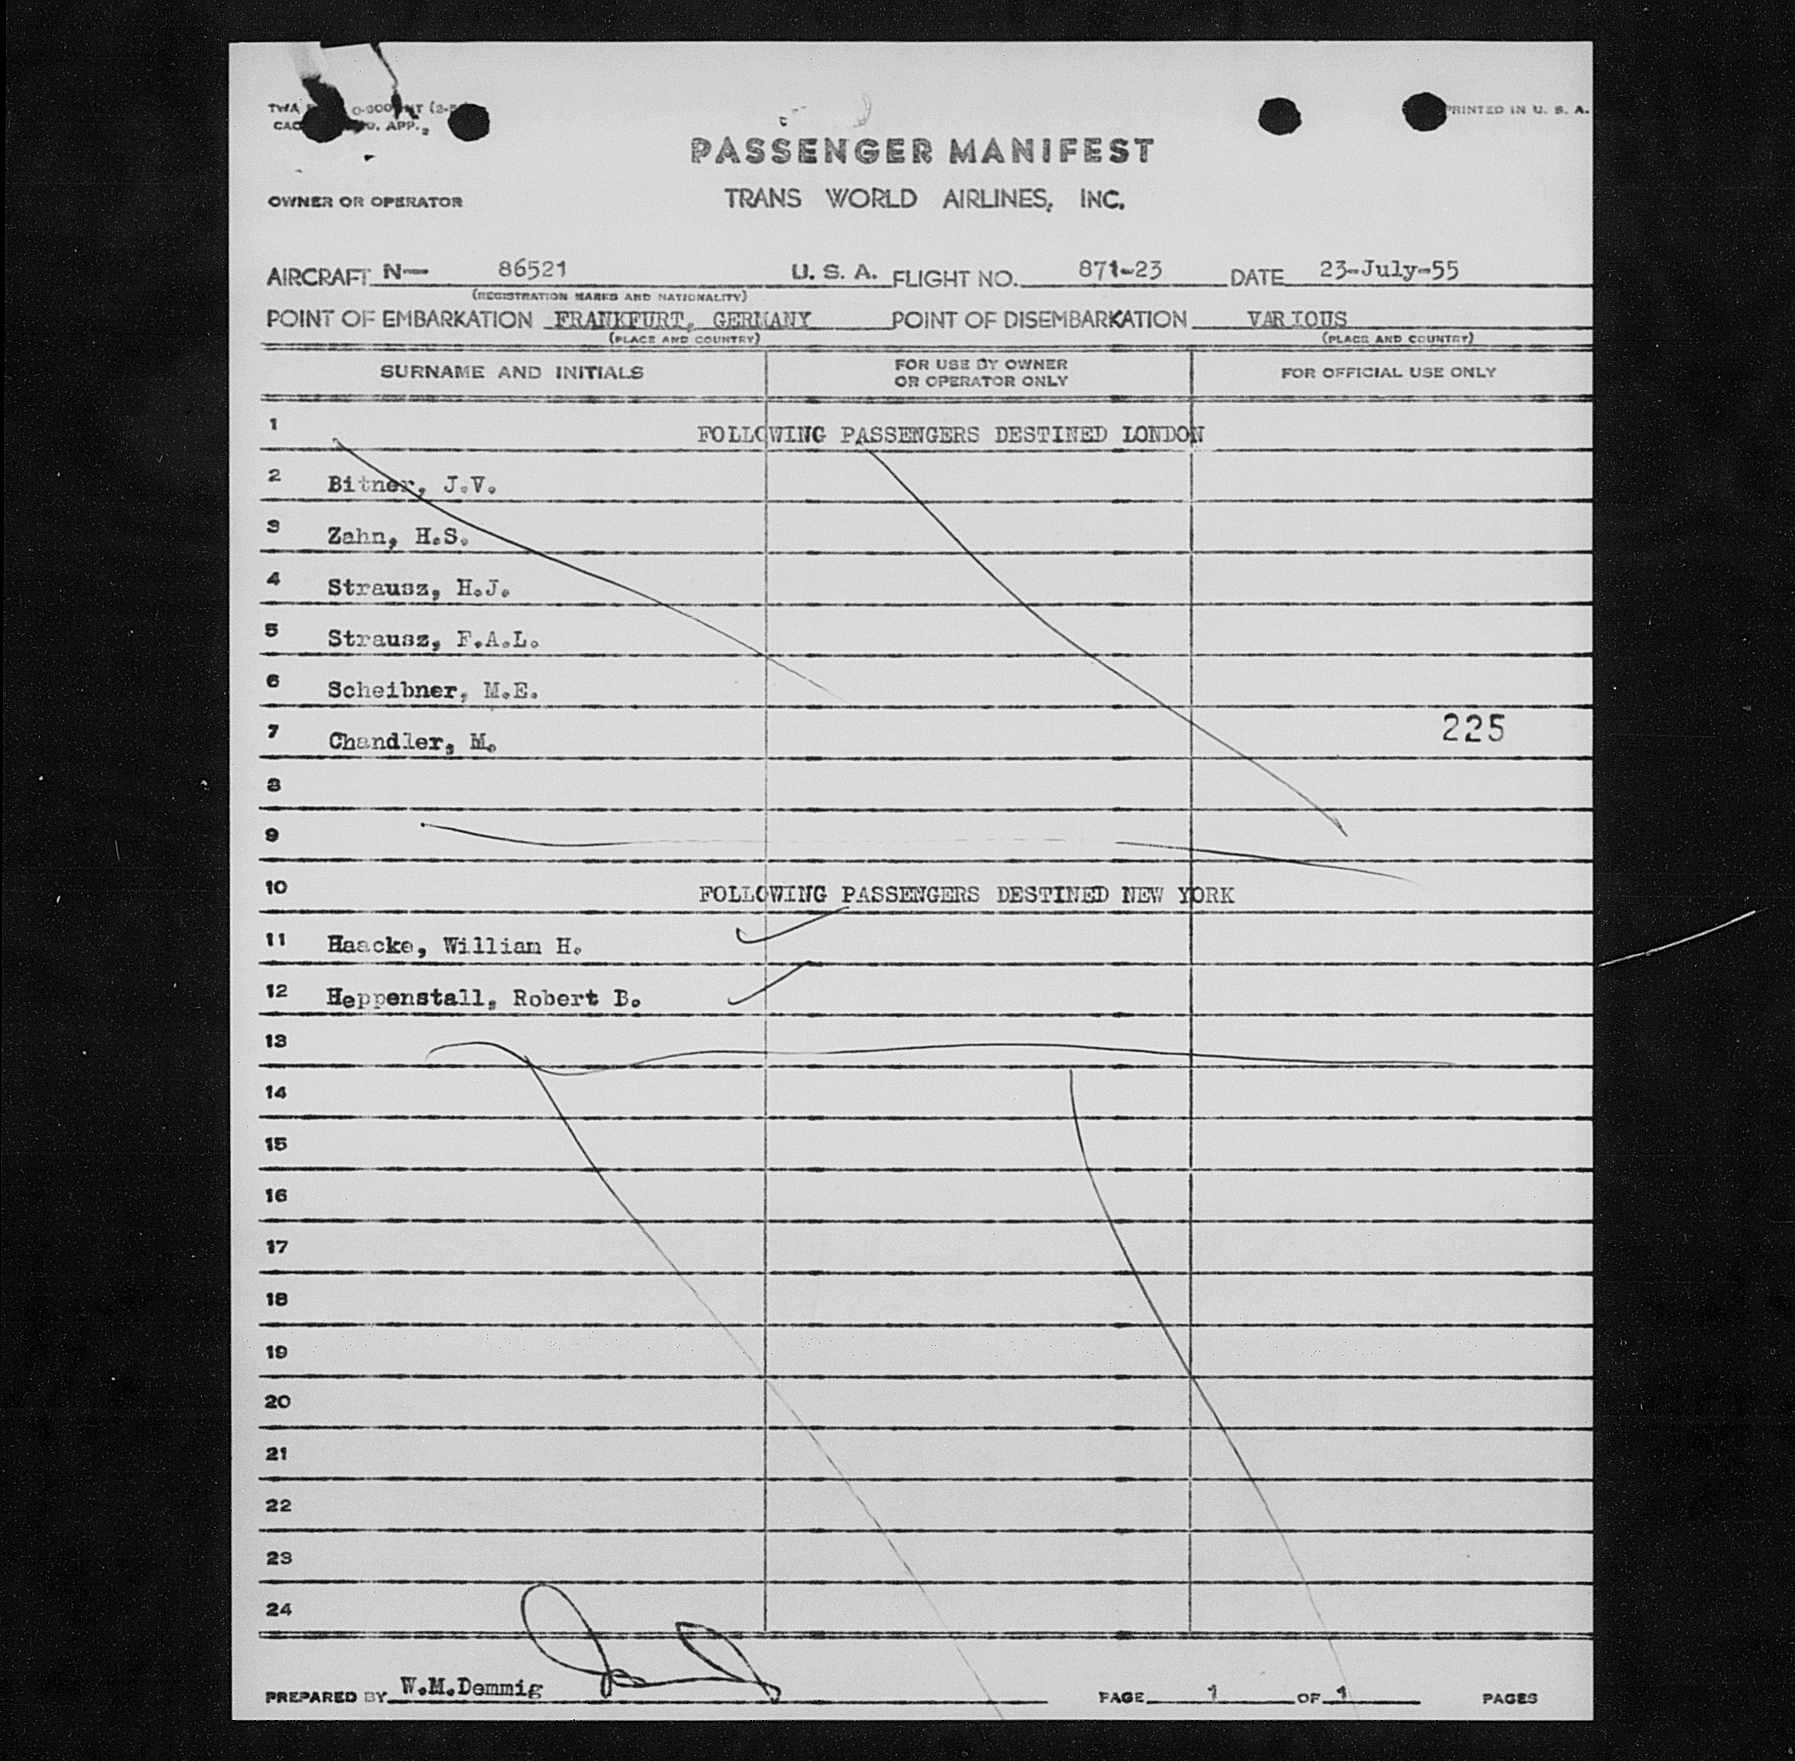 TWA
CAO APP.
PRINTED IN U. S. A.
PASSENGER MANIFEST
OWNER OR OPERATOR
TRANS WORLD AIRLINES, INC.
AIRCRAFT N— 86521 U. S. A. FLIGHT NO. 871-23 DATE 23-July-55
(REGISTRATION MARKS AND NATIONALITY)
POINT OF EMBARKATION FRANKFURT, GERMANY POINT OF DISEMBARKATION VARIOUS
(PLACE AND COUNTRY) (PLACE AND COUNTRY)
SURNAME AND INITIALS FOR USE BY OWNER OR OPERATOR ONLY FOR OFFICIAL USE ONLY
1 FOLLOWING PASSENGERS DESTINED LONDON
2 Bitner, J.V.
3 Zahn, H.S.
4 Strausz, H.J.
5 Strausz, F.A.L.
6 Scheibner, M.E.
7 Chandler, M. 225
8
9
10 FOLLOWING PASSENGERS DESTINED NEW YORK
11 Haacke, William H.
12 Heppenstall, Robert B.
13
14
15
16
17
18
19
20
21
22
23
24
PREPARED BY W.M.Demmig PAGE 1 OF 1 PAGES